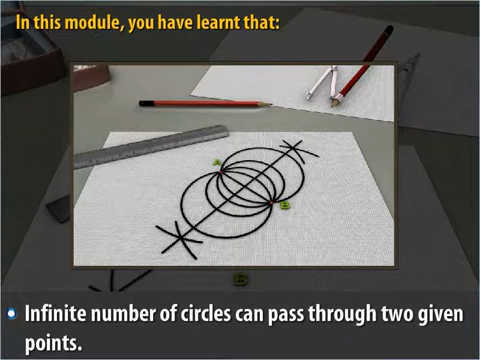 In this module, you have learnt that:
A
B
B
Infinite number of circles can pass through two given
points.